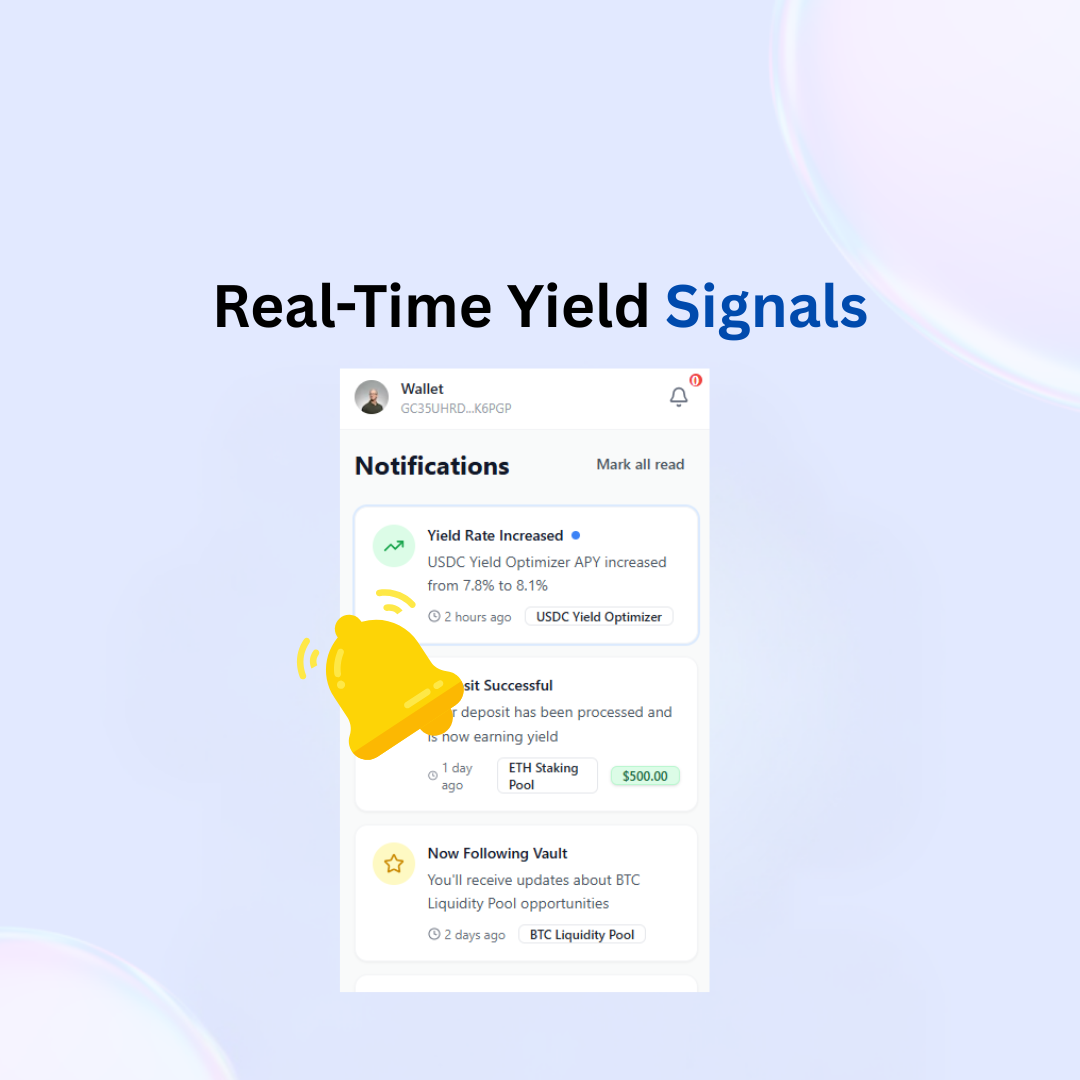 Real-Time Yield Signals
Wallet
0
GC35UHRD...K6PGP
Notifications
Mark all read
Yield Rate Increased
USDC Yield Optimizer APY increased
from 7.8% to 8.1%
2 hours ago
USDC Yield Optimizer
sit Successful
r deposit has been processed and
is now earning yield
1 day
ago
ETH Staking
Pool
$500.00
Now Following Vault
You'll receive updates about BTC
Liquidity Pool opportunities
2 days ago
BTC Liquidity Pool